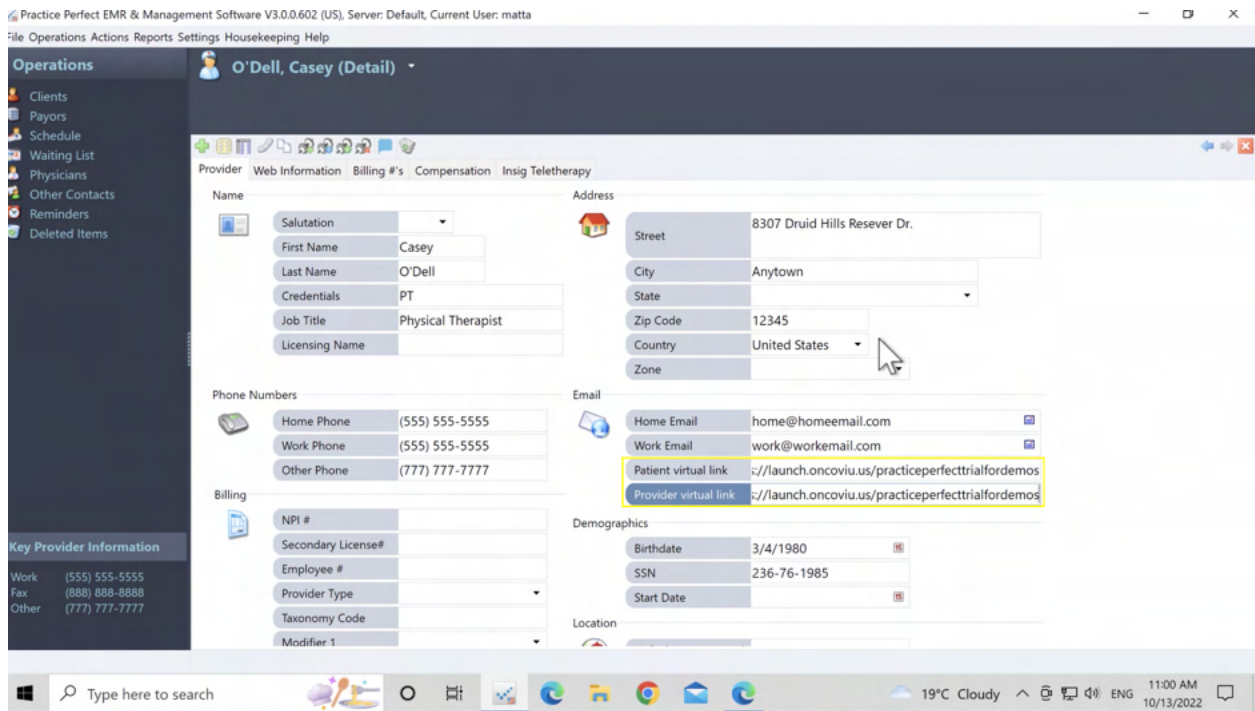 Practice Perfect EMR & Management Software V3.0.0.602 (US), Server: Default, Current User: matta
File Operations Actions Reports Settings Housekeeping Help
Operations
Clients
Payors
Schedule
Waiting List
Physicians
Other Contacts
Reminders
Deleted Items
Key Provider Information
Work (555) 555-5555
Fax (888) 888-8888
Other (777) 777-7777
O'Dell, Casey (Detail)
Provider Web Information Billing #'s Compensation Insig Teletherapy
Name
Salutation
First Name Casey
Last Name O'Dell
Credentials PT
Job Title Physical Therapist
Licensing Name
Phone Numbers
Home Phone (555) 555-5555
Work Phone (555) 555-5555
Other Phone (777) 777-7777
Billing
NPI #
Secondary License#
Employee #
Provider Type
Taxonomy Code
Modifier 1
Address
Street 8307 Druid Hills Resever Dr.
City Anytown
State
Zip Code 12345
Country United States
Zone
Email
Home Email home@homeemail.com
Work Email work@workemail.com
Patient virtual link ://launch.oncoviu.us/practiceperfecttrialfordemos
Provider virtual link ://launch.oncoviu.us/practiceperfecttrialfordemos
Demographics
Birthdate 3/4/1980
SSN 236-76-1985
Start Date
Location
Type here to search
19°C Cloudy
ENG
11:00 AM
10/13/2022